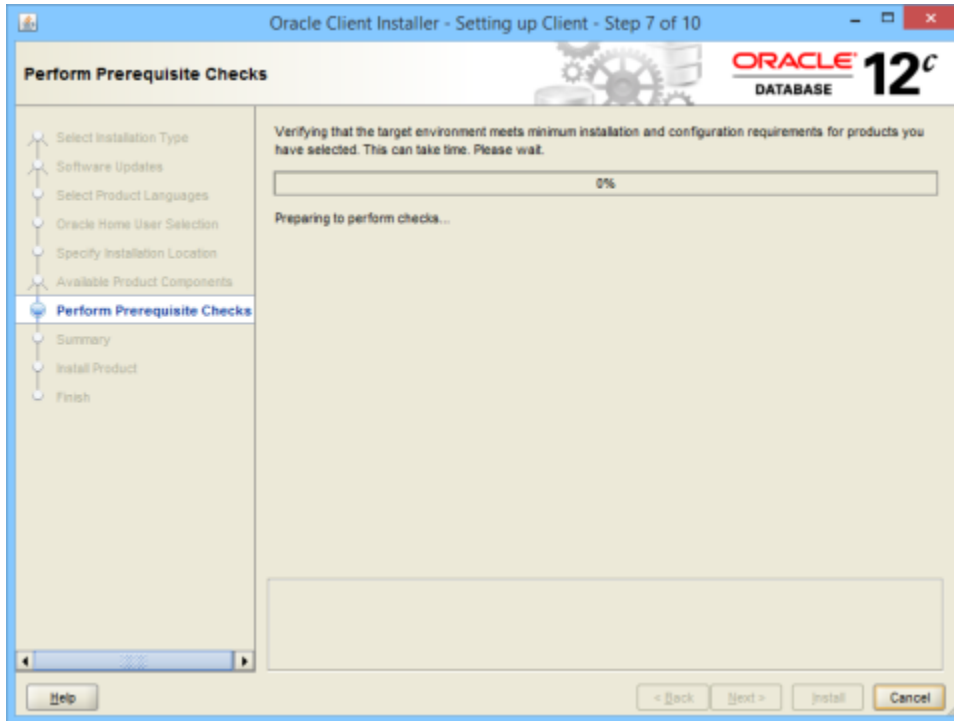 Oracle Client Installer - Setting up Client - Step 7 of 10
Perform Prerequisite Checks
ORACLE
DATABASE
12c
Select Installation Type
Software Updates
Select Product Languages
Oracle Home User Selection
Specify Installation Location
Available Product Components
Perform Prerequisite Checks
Summary
Install Product
Finish
Verifying that the target environment meets minimum installation and configuration requirements for products you
have selected. This can take time. Please wait.
0%
Preparing to perform checks...
Help
< Back
Next >
Install
Cancel